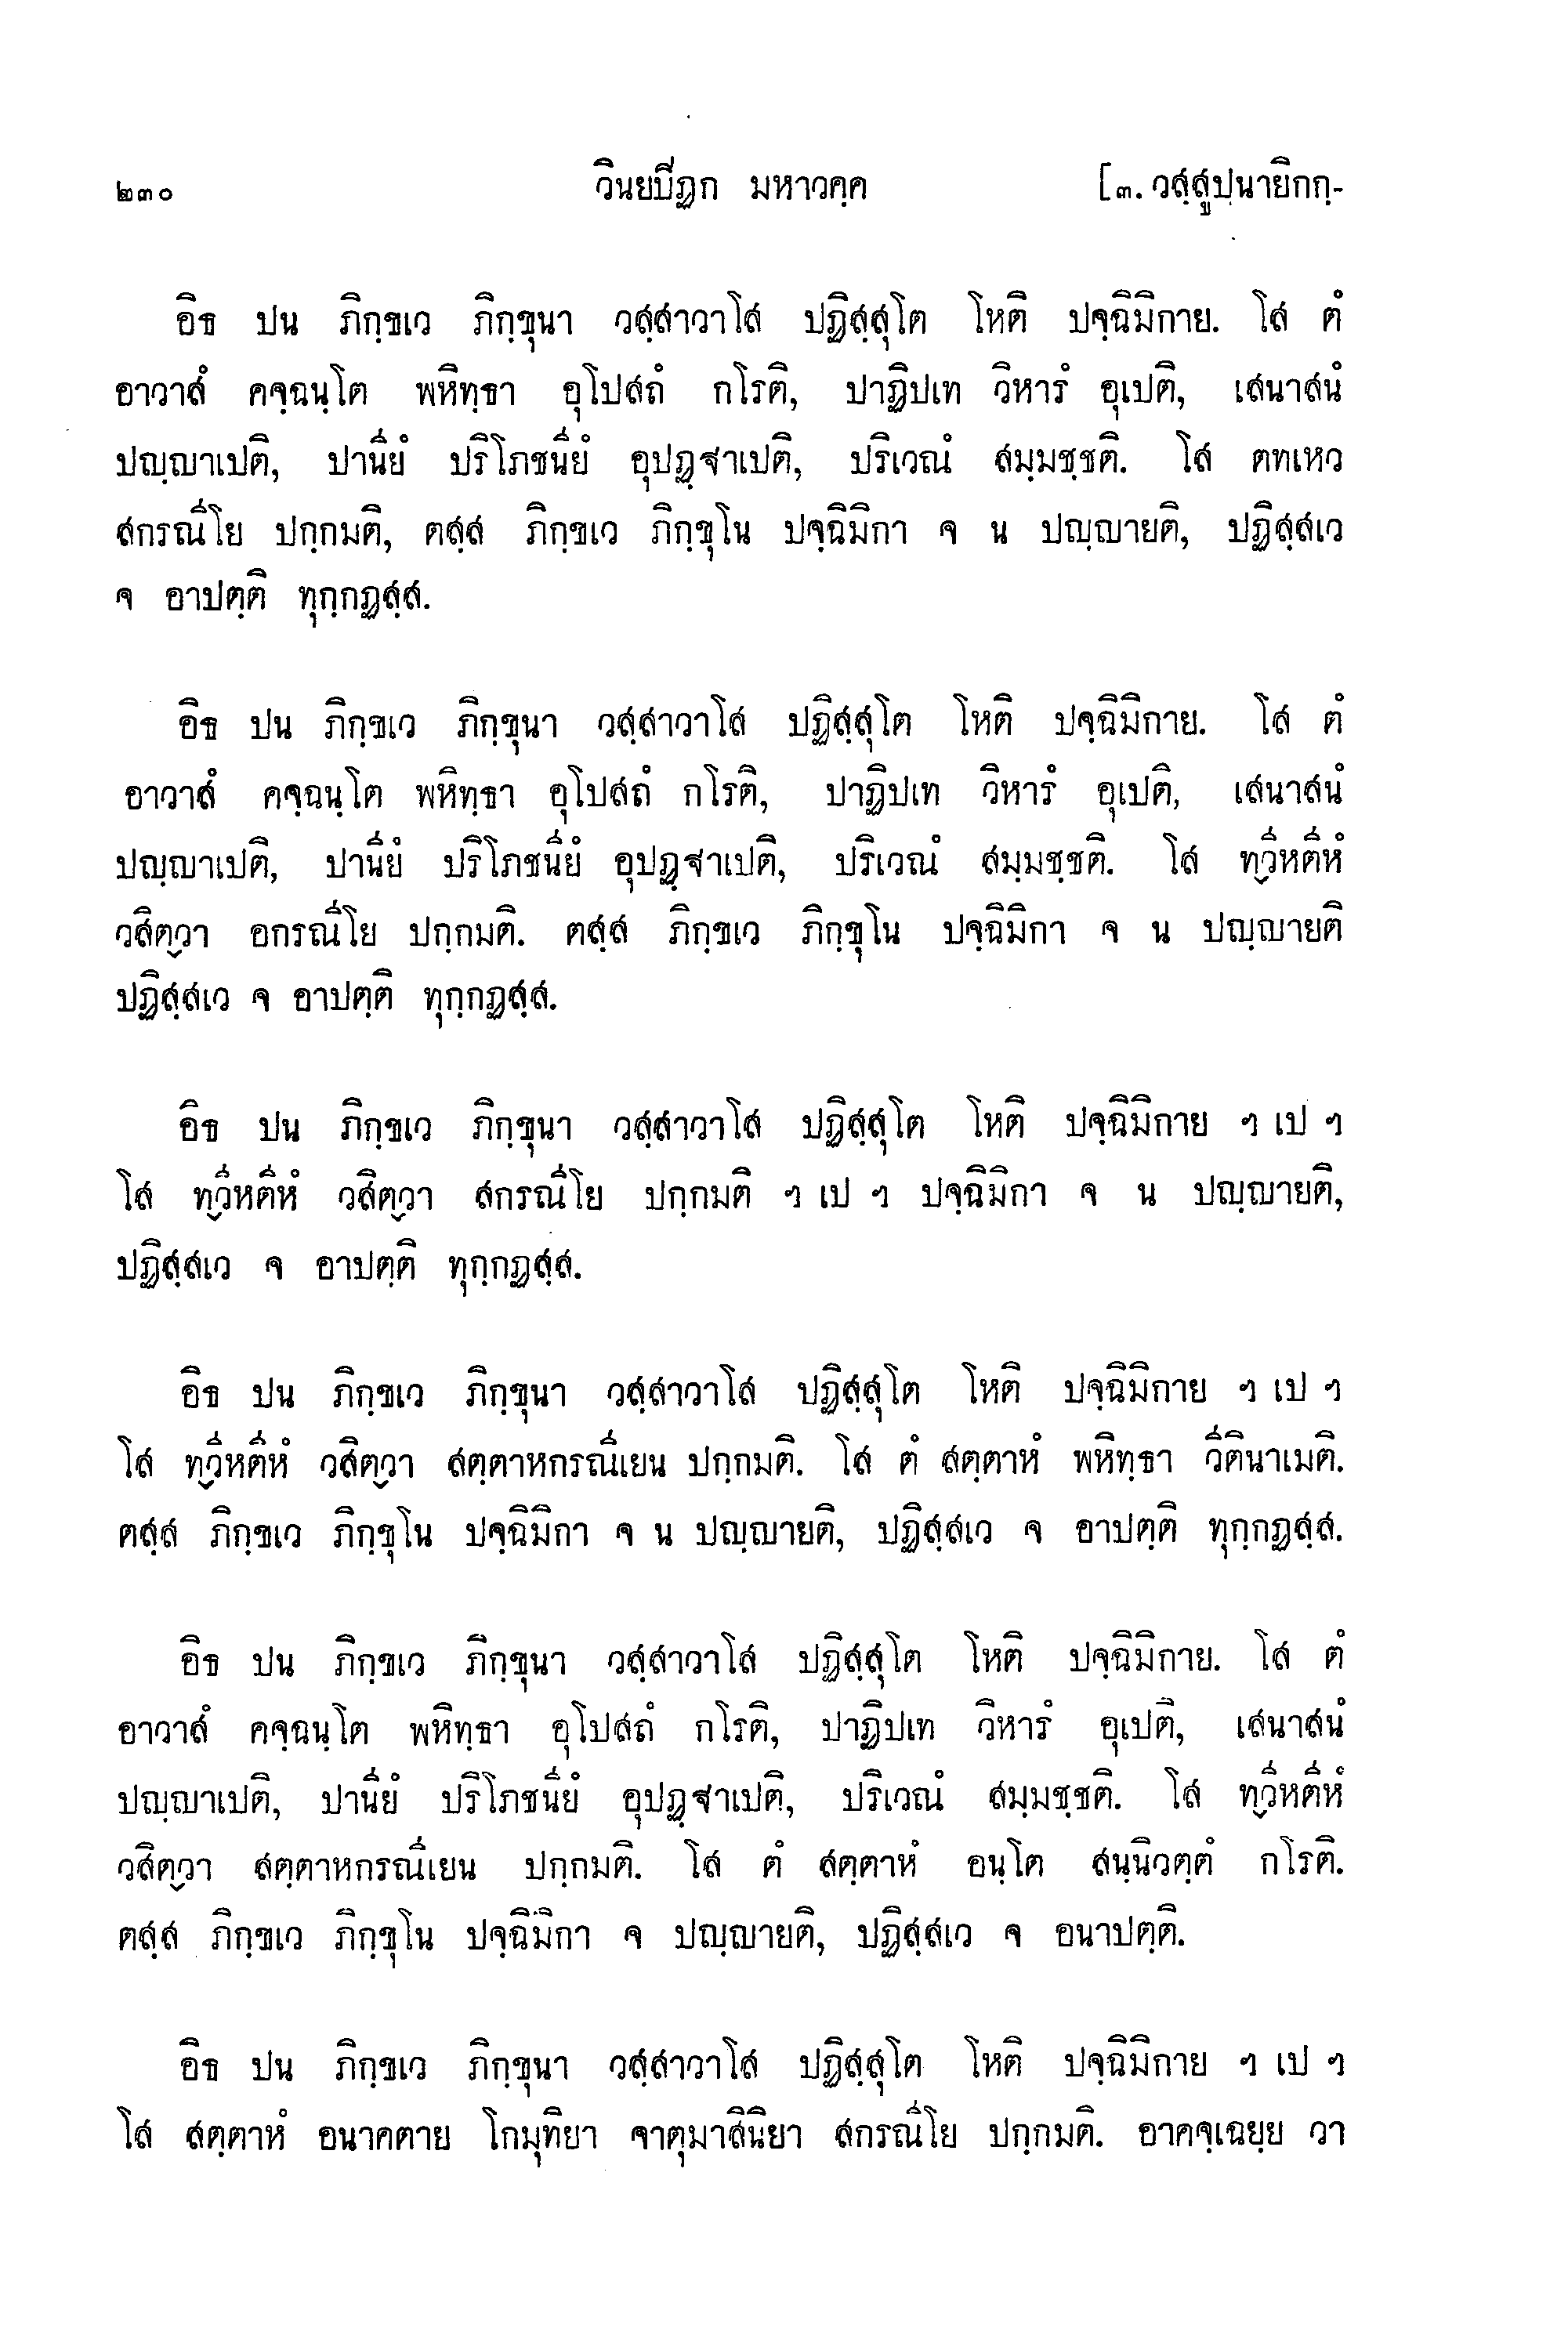 ๒๓๐ วินยปีฏก มหาวคฺค [๓. วสฺสูปนายิกกฺ-
อิธ ปน ภิกฺขเว ภิกฺขุนา วสฺสาวาโส ปฏิสฺสุโต โหติ ปจฺฉิมิกาย. โส ตํ
อาวาสํ คจฺฉนฺโต พหิทฺธา อุโปสถํ กโรติ, ปาฏิปเท วิหารํ อุเปติ, เสนาสนํ
ปญฺญาเปติ, ปานียํ ปริโภชนียํ อุปฏฺฐาเปติ, ปริเวณํ สมฺมชฺชติ. โส ตทเหว
สกรณีโย ปกฺกมติ, ตสฺส ภิกฺขเว ภิกฺขุโน ปจฺฉิมิกา จ น ปญฺญายติ, ปฏิสฺสเว
จ อาปตฺติ ทุกฺกฏสฺส.
อิธ ปน ภิกฺขเว ภิกฺขุนา วสฺสาวาโส ปฏิสฺสุโต โหติ ปจฺฉิมิกาย. โส ตํ
อาวาสํ คจฺฉนฺโต พหิทฺธา อุโปสถํ กโรติ, ปาฏิปเท วิหารํ อุเปติ, เสนาสนํ
ปญฺญาเปติ, ปานียํ ปริโภชนียํ อุปฏฺฐาเปติ, ปริเวณํ สมฺมชฺชติ. โส ทฺวีหตีหํ
วสิตฺวา อกรณีโย ปกฺกมติ. ตสฺส ภิกฺขเว ภิกฺขุโน ปจฺฉิมิกา จ น ปญฺญายติ
ปฏิสฺสเว จ อาปตฺติ ทุกฺกฏสฺส.
อิธ ปน ภิกฺขเว ภิกฺขุนา วสฺสาวาโส ปฏิสฺสุโต โหติ ปจฺฉิมิกาย ฯ เป ฯ
โส ทฺวีหตีหํ วสิตฺวา สกรณีโย ปกฺกมติ ฯ เป ฯ ปจฺฉิมิกา จ น ปญฺญายติ,
ปฏิสฺสเว จ อาปตฺติ ทุกฺกฏสฺส.
อิธ ปน ภิกฺขเว ภิกฺขุนา วสฺสาวาโส ปฏิสฺสุโต โหติ ปจฺฉิมิกาย ฯ เป ฯ
โส ทฺวีหตีหํ วสิตฺวา สตฺตาหกรณีเยน ปกฺกมติ. โส ตํ สตฺตาหํ พหิทฺธา วีตินาเมติ.
ตสฺส ภิกฺขเว ภิกฺขุโน ปจฺฉิมิกา จ น ปญฺญายติ, ปฏิสฺสเว จ อาปตฺติ ทุกฺกฏสฺส.
อิธ ปน ภิกฺขเว ภิกฺขุนา วสฺสาวาโส ปฏิสฺสุโต โหติ ปจฺฉิมิกาย. โส ตํ
อาวาสํ คจฺฉนฺโต พหิทฺธา อุโปสถํ กโรติ, ปาฏิปเท วิหารํ อุเปติ, เสนาสนํ
ปญฺญาเปติ, ปานียํ ปริโภชนียํ อุปฏฺฐาเปติ, ปริเวณํ สมฺมชฺชติ. โส ทฺวีหตีหํ
วสิตฺวา สตฺตาหกรณีเยน ปกฺกมติ. โส ตํ สตฺตาหํ อนฺโต สนฺนิวตฺตํ กโรติ.
ตสฺส ภิกฺขเว ภิกฺขุโน ปจฺฉิมิกา จ ปญฺญายติ, ปฏิสฺสเว จ อนาปตฺติ.
อิธ ปน ภิกฺขเว ภิกฺขุนา วสฺสาวาโส ปฏิสฺสุโต โหติ ปจฺฉิมิกาย ฯ เป ฯ
โส สตฺตาหํ อนาคตาย โกมุทิยา จาตุมาสินิยา สกรณีโย ปกฺกมติ. อาคจฺเฉยฺย วา